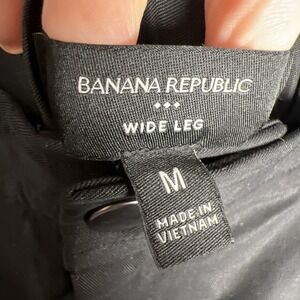 BANANA REPUBLIC
WIDE LEG
M
MADE IN
VIETNAM